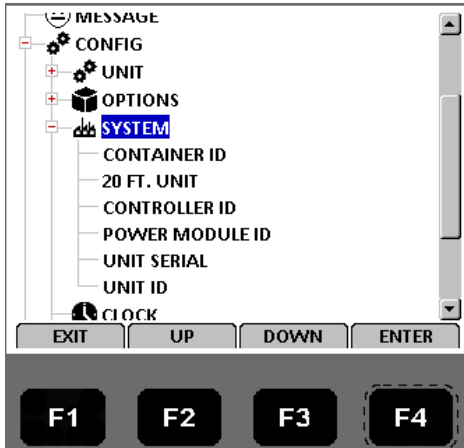 MESSAGE
CONFIG
UNIT
OPTIONS
SYSTEM
CONTAINER ID
20 FT. UNIT
CONTROLLER ID
POWER MODULE ID
UNIT SERIAL
UNIT ID
CLOCK
EXIT UP DOWN ENTER
F1 F2 F3 F4